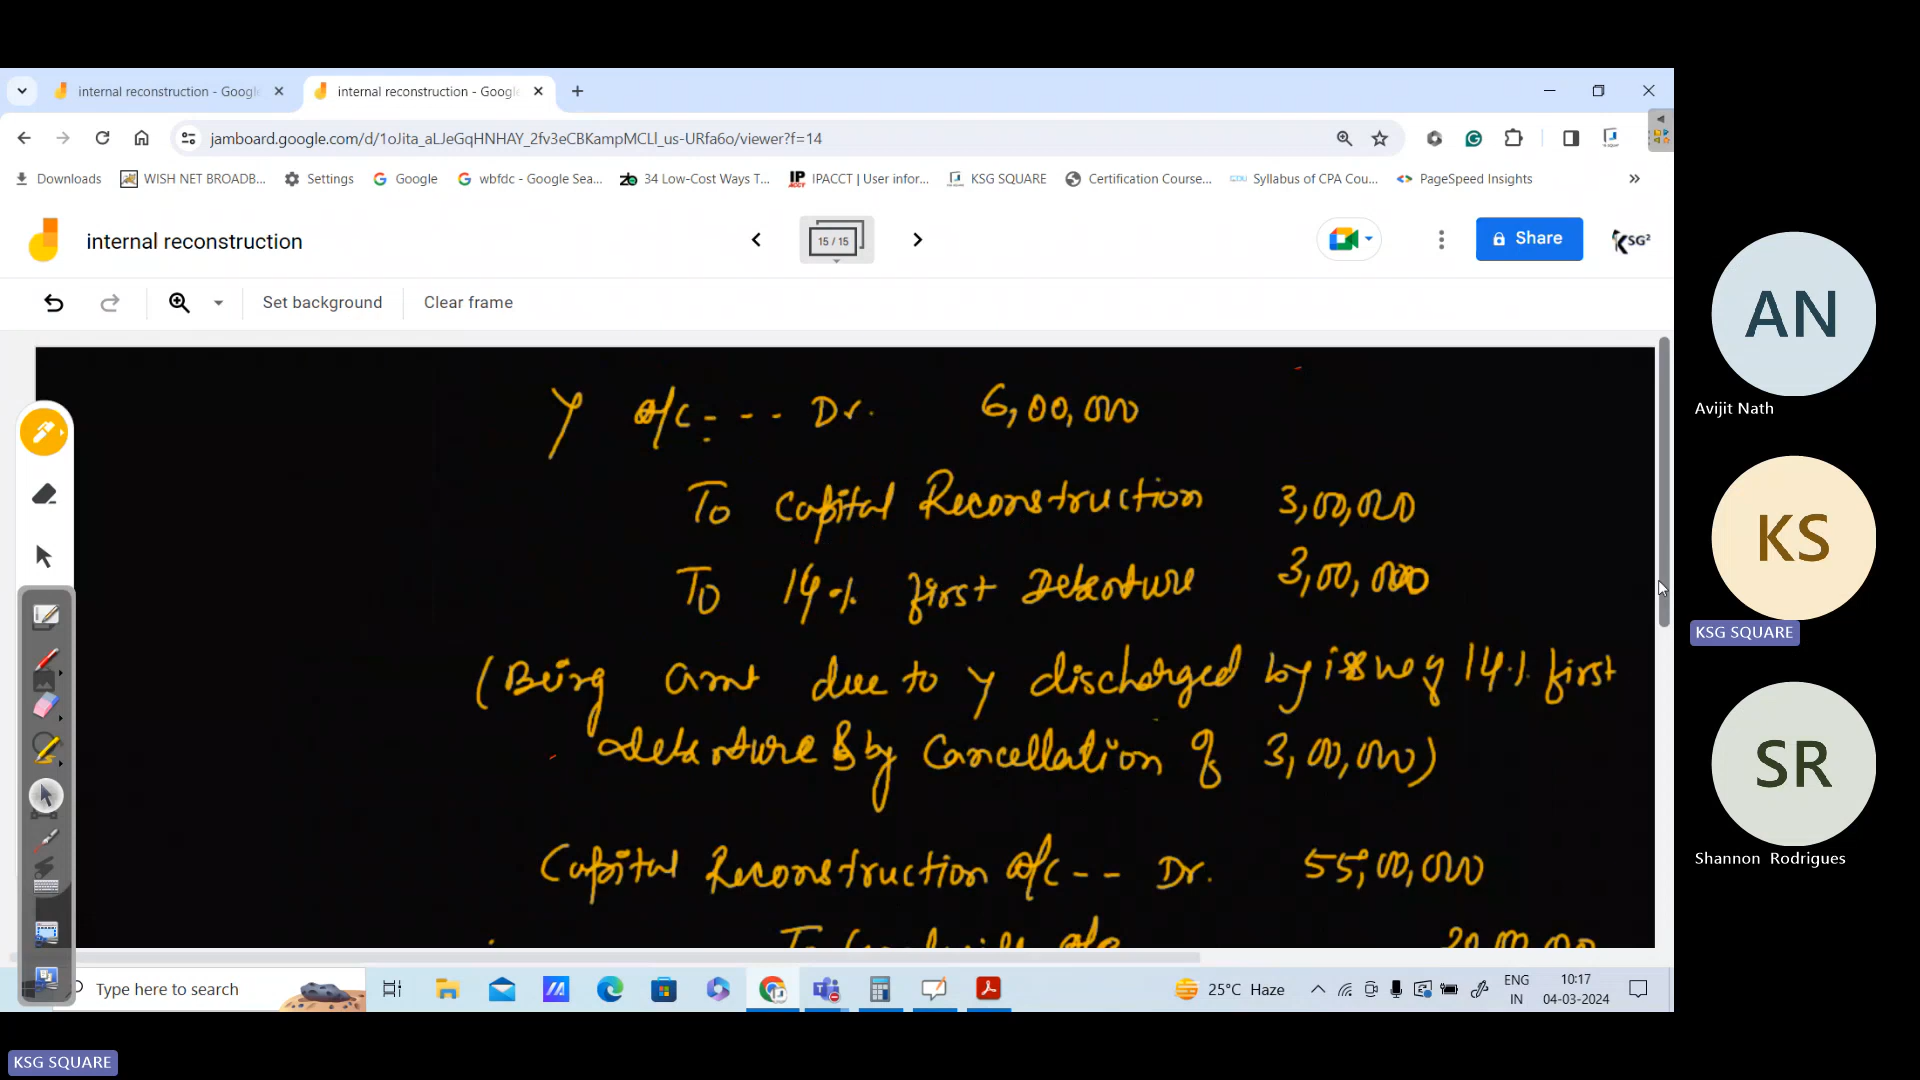 internal reconstruction - Googl
internal reconstruction - Google
jamboard.google.com/d/1oJita_aLJeGqHNHAY_2fv3eCBKampMCLl_us-URfa6o/viewer?f=14
Downloads
WISH NET BROADB...
Settings
Google
wbfdc - Google Sea...
34 Low-Cost Ways T...
IPACCT | User infor...
KSG SQUARE
Certification Course...
Syllabus of CPA Cou...
PageSpeed Insights
internal reconstruction
15 / 15
Share
KSG²
Set background
Clear frame
Y a/c - - - Dr. 6,00,000
To Capital Reconstruction 3,00,000
To 14% first Debenture 3,00,000
(Being amt due to Y discharged by issue of 14% first
debenture & by Cancellation of 3,00,000)
Capital Reconstruction a/c - - Dr. 55,00,000
To
AN
Avijit Nath
KS
KSG SQUARE
SR
Shannon Rodrigues
Type here to search
25°C Haze
ENG
IN
10:17
04-03-2024
KSG SQUARE